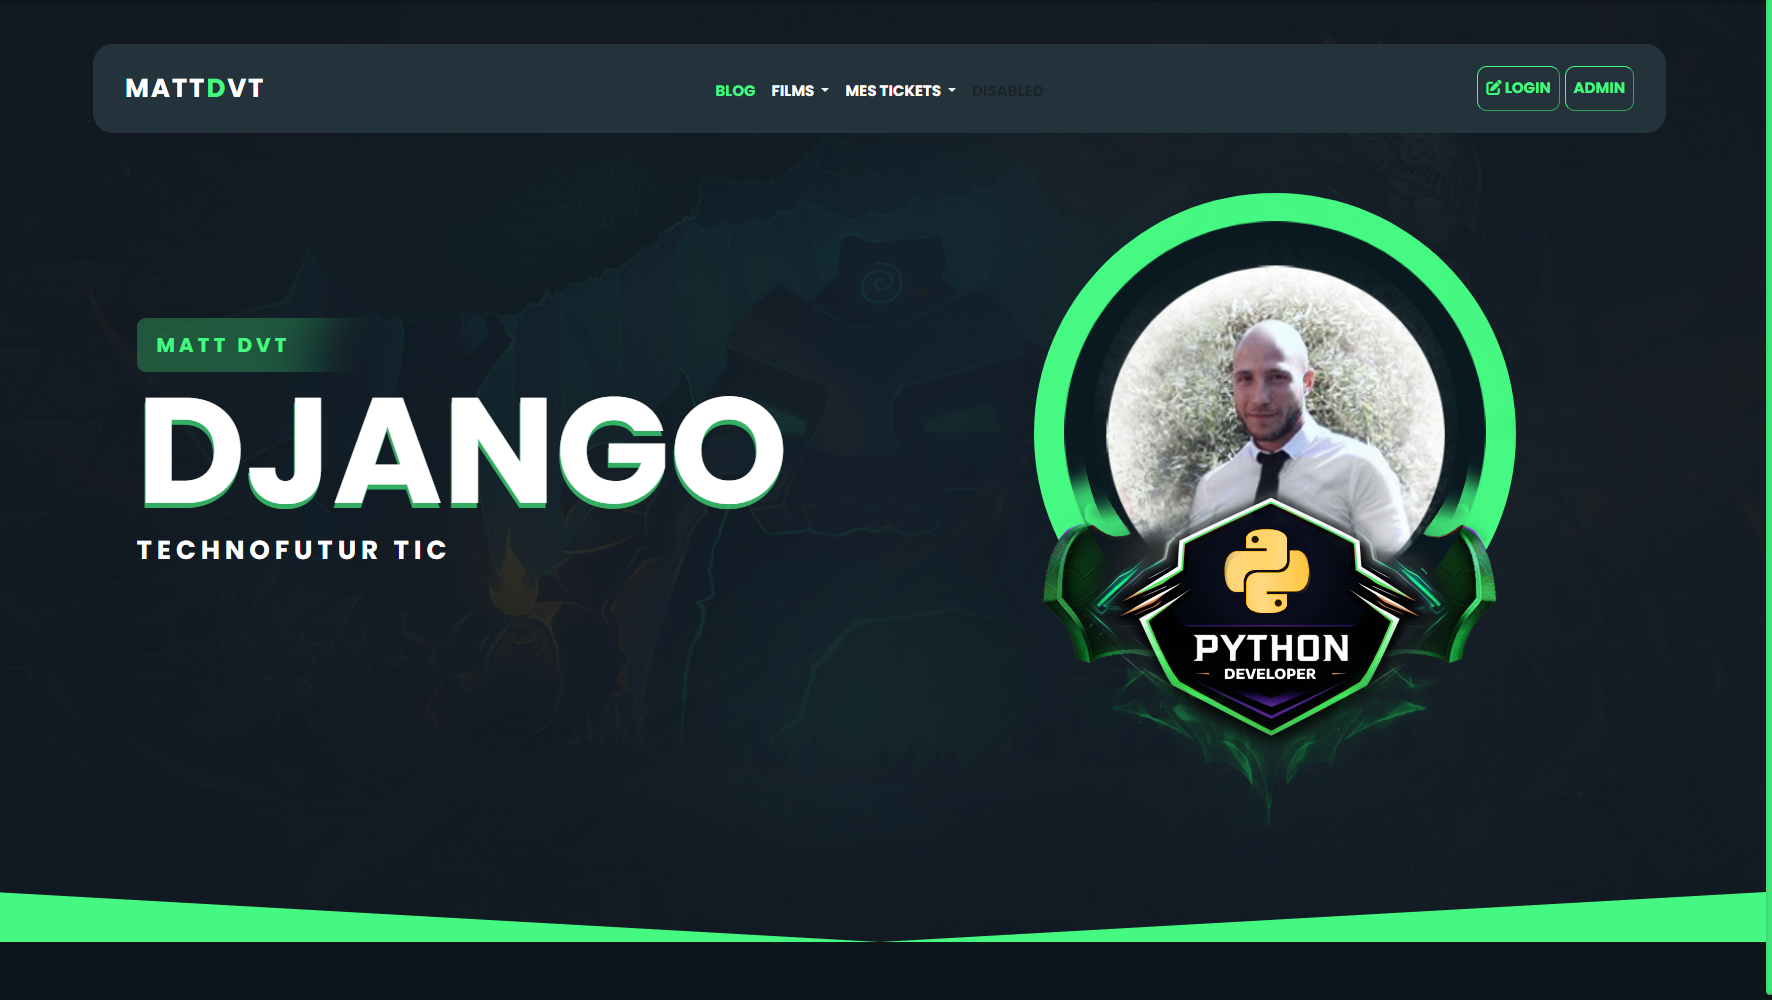 MATTDVT
BLOG FILMS MES TICKETS DISABLED
LOGIN ADMIN
MATT DVT
DJANGO
TECHNOFUTUR TIC
PYTHON
DEVELOPER